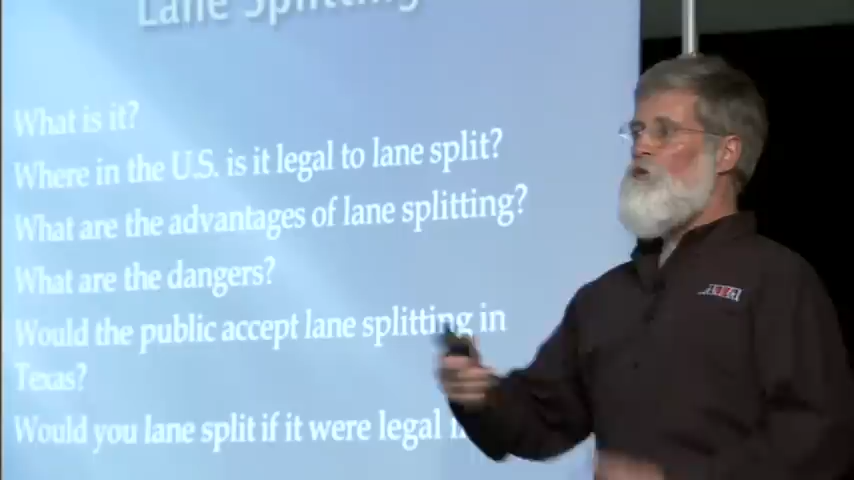 Lane Splitting
What is it?
Where in the U.S. is it legal to lane split?
What are the advantages of lane splitting?
What are the dangers?
Would the public accept lane splitting in
Texas?
Would you lane split if it were legal